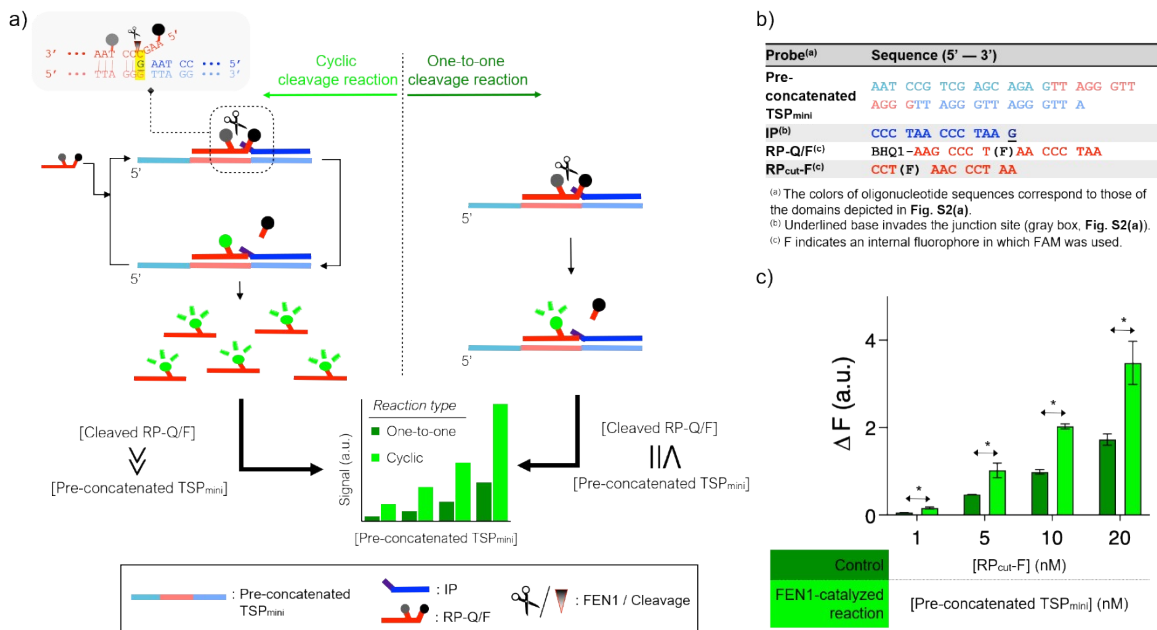 a)
3' ••• AAT CCC GAA 5'
G AAT CC ••• 5'
5' ••• TTA GGG TTA GG ••• 3'
Cyclic
cleavage reaction
One-to-one
cleavage reaction
5'
5'
5'
5'
[Cleaved RP-Q/F]
[Pre-concatenated TSPmini]
Reaction type
One-to-one
Cyclic
Signal (a.u.)
[Pre-concatenated TSPmini]
[Cleaved RP-Q/F]
[Pre-concatenated TSPmini]
: Pre-concatenated
TSPmini
: IP
: RP-Q/F
: FEN1 / Cleavage
b)
Probe(a) Sequence (5' — 3')
Pre-concatenated TSPmini
AAT CCG TCG AGC AGA GTT AGG GTT
AGG GTT AGG GTT AGG GTT A
IP(b) CCC TAA CCC TAA G
RP-Q/F(c) BHQ1-AAG CCC T(F)AA CCC TAA
RPcut-F(c) CCT(F) AAC CCT AA
(a) The colors of oligonucleotide sequences correspond to those of
the domains depicted in Fig. S2(a).
(b) Underlined base invades the junction site (gray box, Fig. S2(a)).
(c) F indicates an internal fluorophore in which FAM was used.
c)
Δ F (a.u.)
4
2
0
* * * *
1 5 10 20
Control [RPcut-F] (nM)
FEN1-catalyzed
reaction
[Pre-concatenated TSPmini] (nM)